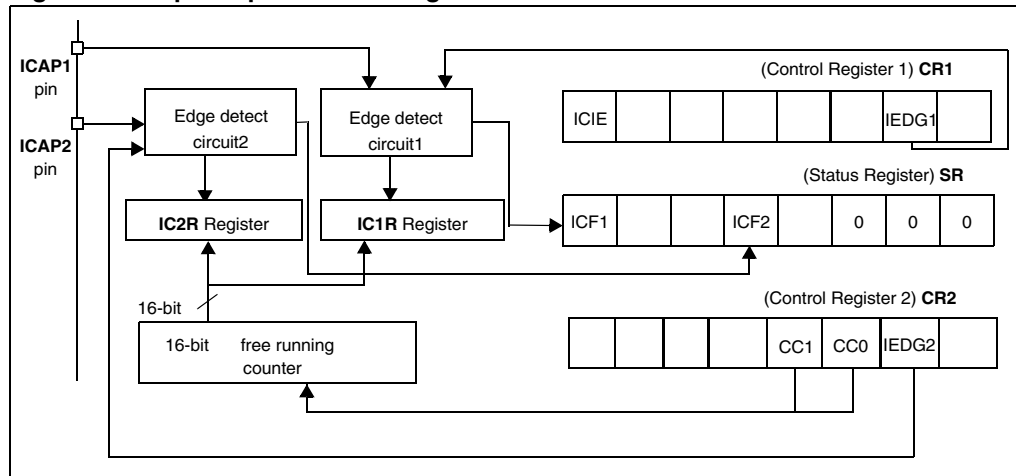 ICAP1
pin
ICAP2
pin
Edge detect
circuit2
Edge detect
circuit1
(Control Register 1) CR1
ICIE
IEDG1
(Status Register) SR
IC2R Register
IC1R Register
ICF1
ICF2
0
0
0
16-bit
16-bit free running
counter
(Control Register 2) CR2
CC1
CC0
IEDG2